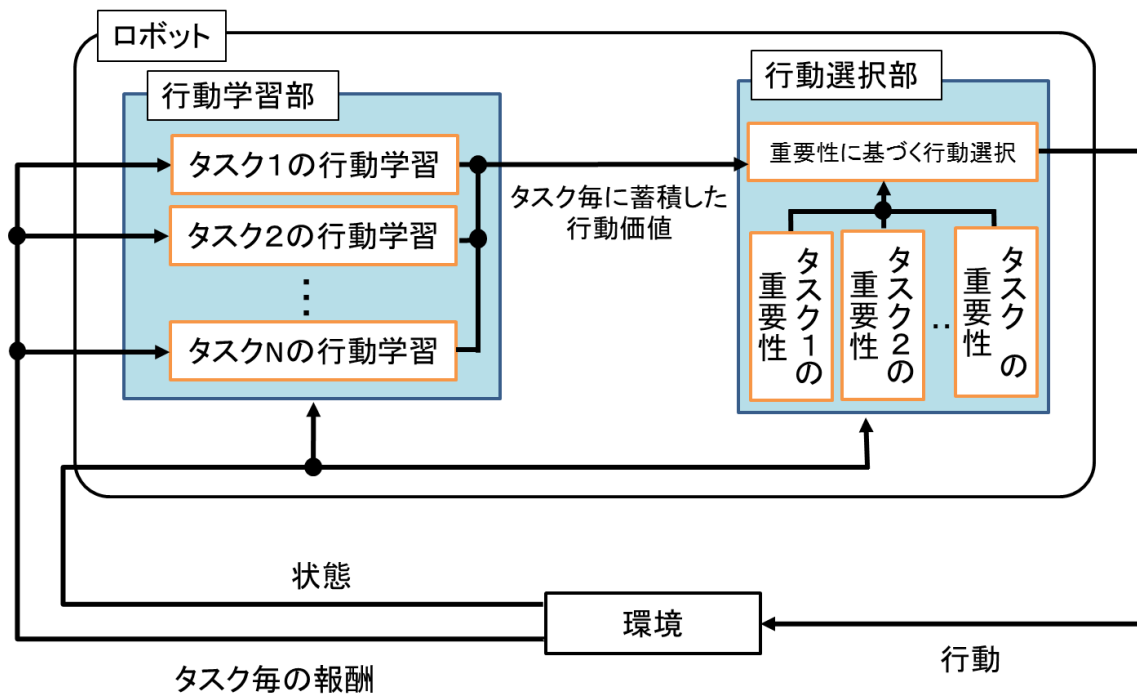 ロボット
行動学習部
タスク1の行動学習
タスク2の行動学習
⋮
タスクNの行動学習
タスク毎に蓄積した
行動価値
行動選択部
重要性に基づく行動選択
タスク1の
重要性
タスク2の
重要性
‥
タスク の
重要性
状態
環境
行動
タスク毎の報酬